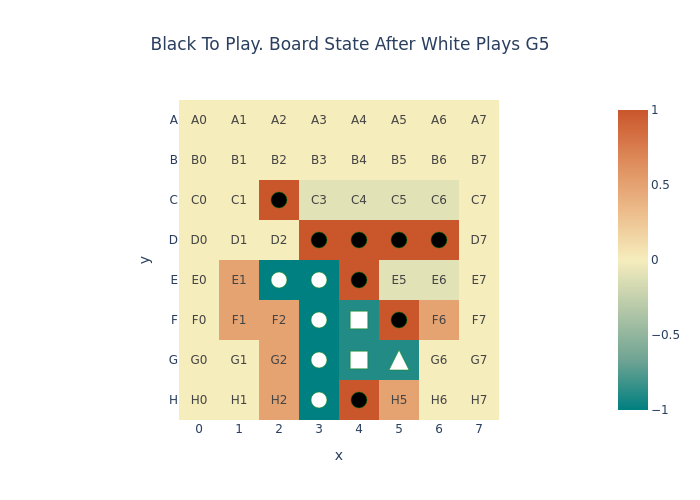 Black To Play. Board State After White Plays G5
A A0 A1 A2 A3 A4 A5 A6 A7 1
B B0 B1 B2 B3 B4 B5 B6 B7
C C0 C1 C3 C4 C5 C6 C7 0.5
D D0 D1 D2 D7
y E E0 E1 E5 E6 E7 0
F F0 F1 F2 F6 F7 −0.5
G G0 G1 G2 G6 G7
H H0 H1 H2 H5 H6 H7 −1
0 1 2 3 4 5 6 7
x